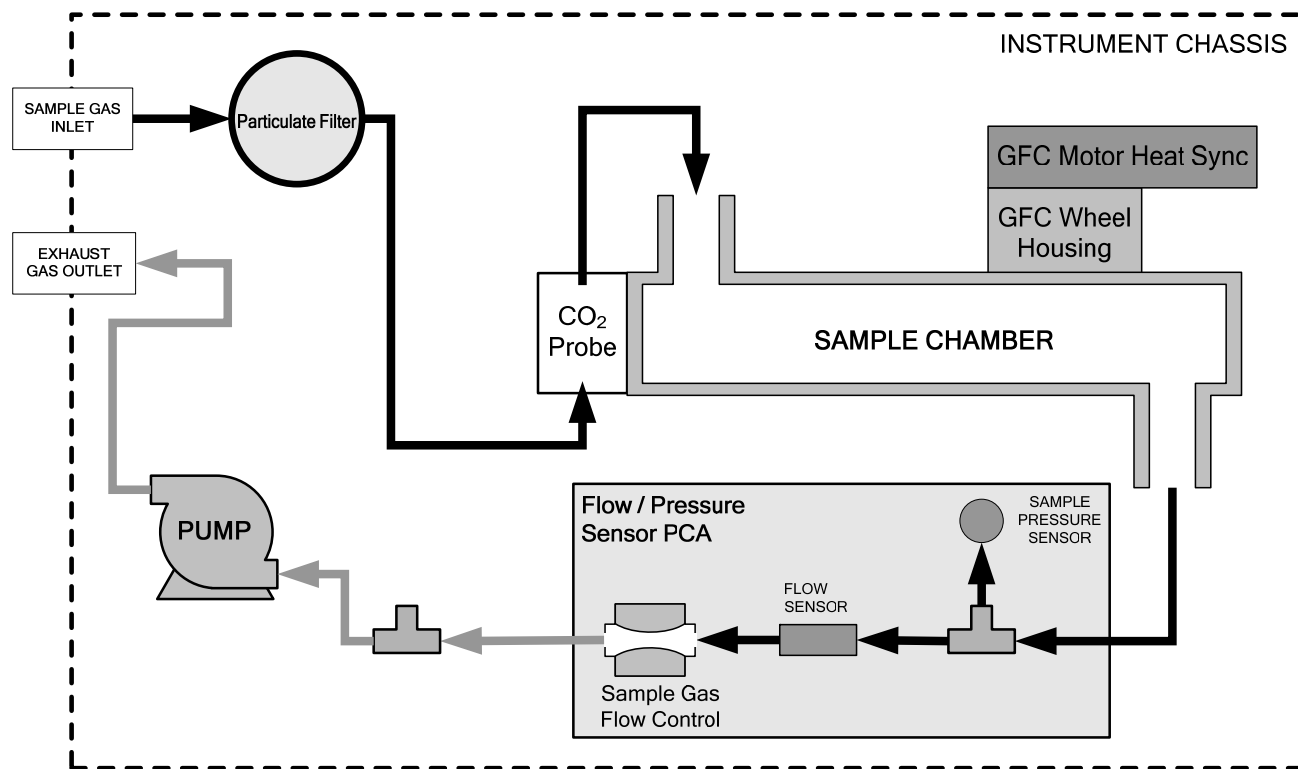 INSTRUMENT CHASSIS
SAMPLE GAS
INLET
Particulate Filter
GFC Motor Heat Sync
GFC Wheel
Housing
EXHAUST
GAS OUTLET
CO₂
Probe
SAMPLE CHAMBER
PUMP
Flow / Pressure
Sensor PCA
SAMPLE
PRESSURE
SENSOR
FLOW
SENSOR
Sample Gas
Flow Control